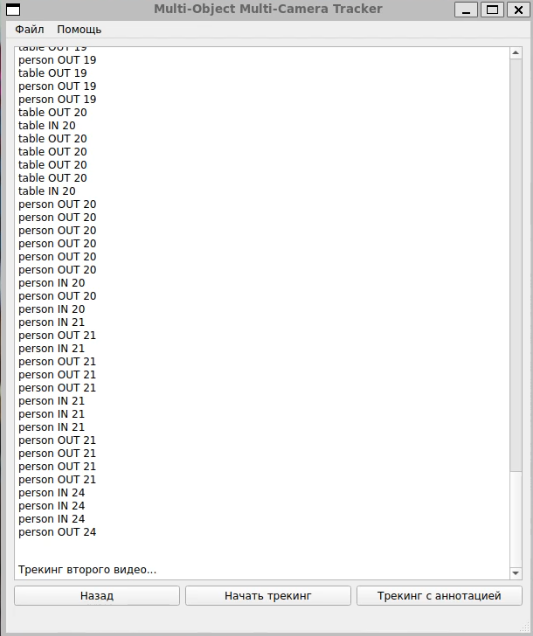 Multi-Object Multi-Camera Tracker
Файл Помощь
table OUT 19
person OUT 19
table OUT 19
person OUT 19
person OUT 19
table OUT 20
table IN 20
table OUT 20
table OUT 20
table OUT 20
table OUT 20
table IN 20
person OUT 20
person OUT 20
person OUT 20
person OUT 20
person OUT 20
person OUT 20
person IN 20
person OUT 20
person IN 20
person IN 21
person OUT 21
person IN 21
person OUT 21
person OUT 21
person OUT 21
person IN 21
person IN 21
person IN 21
person OUT 21
person OUT 21
person OUT 21
person OUT 21
person IN 24
person IN 24
person IN 24
person OUT 24
Трекинг второго видео...
Назад Начать трекинг Трекинг с аннотацией